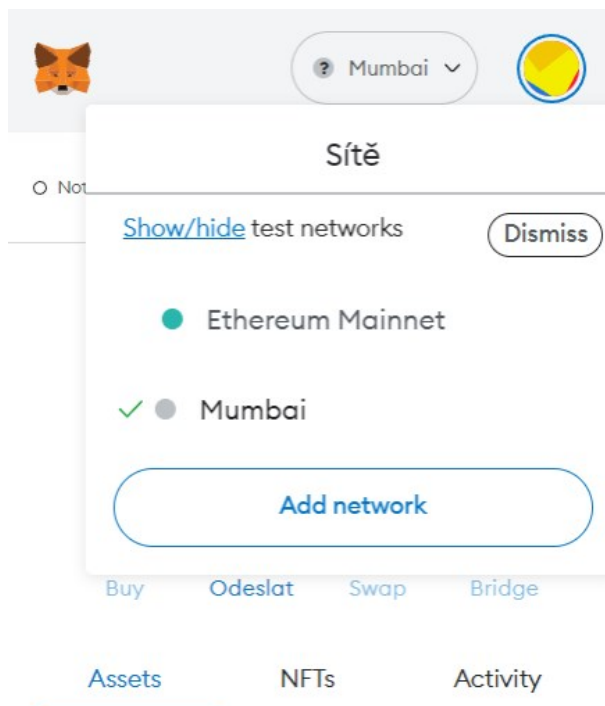 ? Mumbai
Sítě
Not
Show/hide test networks
Dismiss
Ethereum Mainnet
Mumbai
Add network
Buy Odeslat Swap Bridge
Assets NFTs Activity